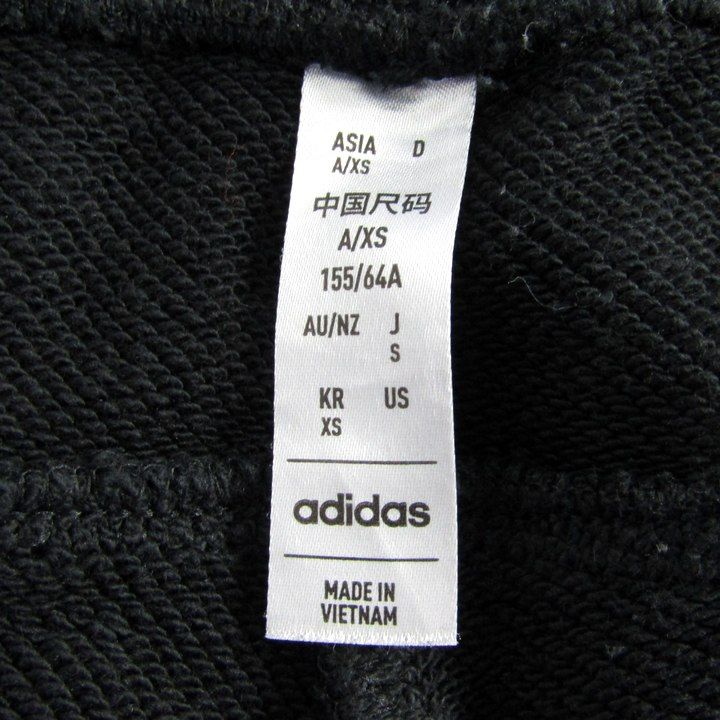 ASIA D
A/XS
中国尺码
A/XS
155/64A
AU/NZ J
S
KR US
XS
adidas
MADE IN
VIETNAM